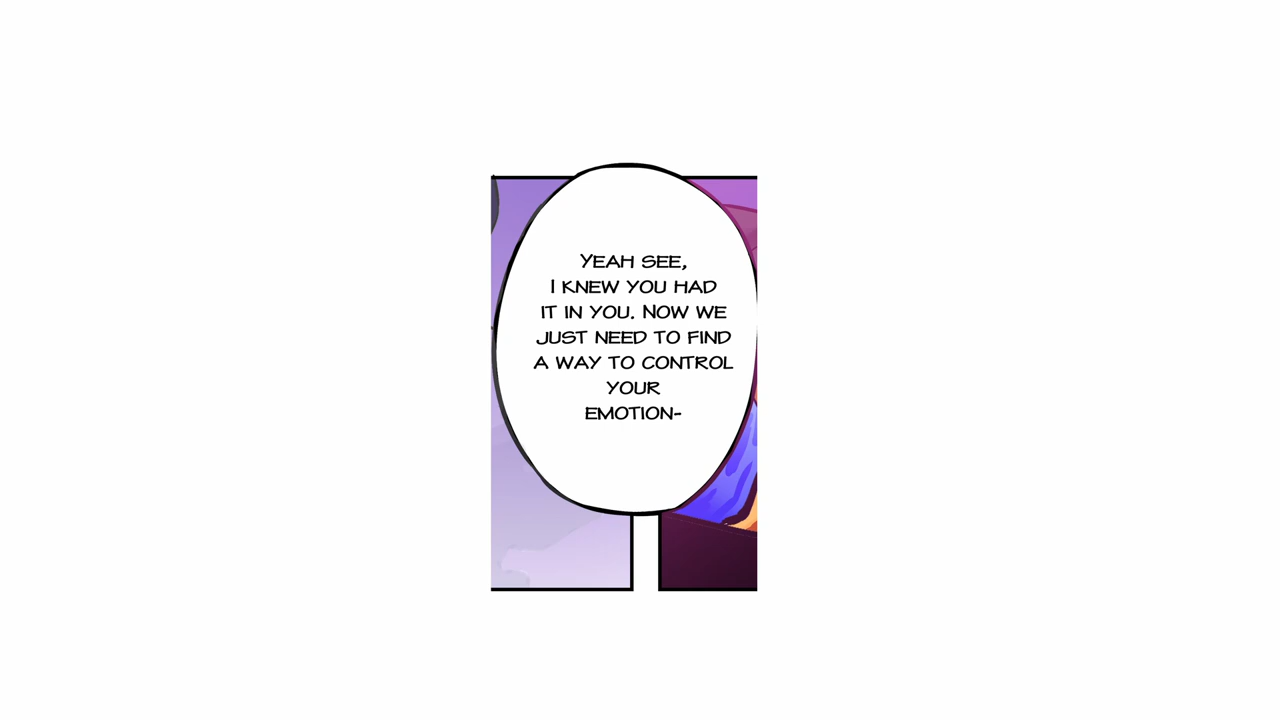 YEAH SEE,
I KNEW YOU HAD
IT IN YOU. NOW WE
JUST NEED TO FIND
A WAY TO CONTROL
YOUR
EMOTION-